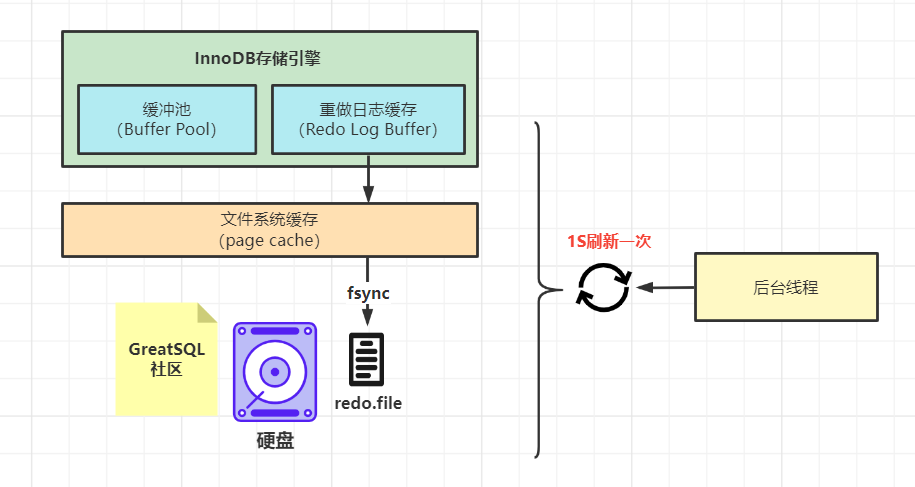 InnoDB存储引擎
缓冲池
（Buffer Pool）
重做日志缓存
（Redo Log Buffer）
文件系统缓存
（page cache）
1S刷新一次
后台线程
fsync
GreatSQL
社区
redo.file
硬盘